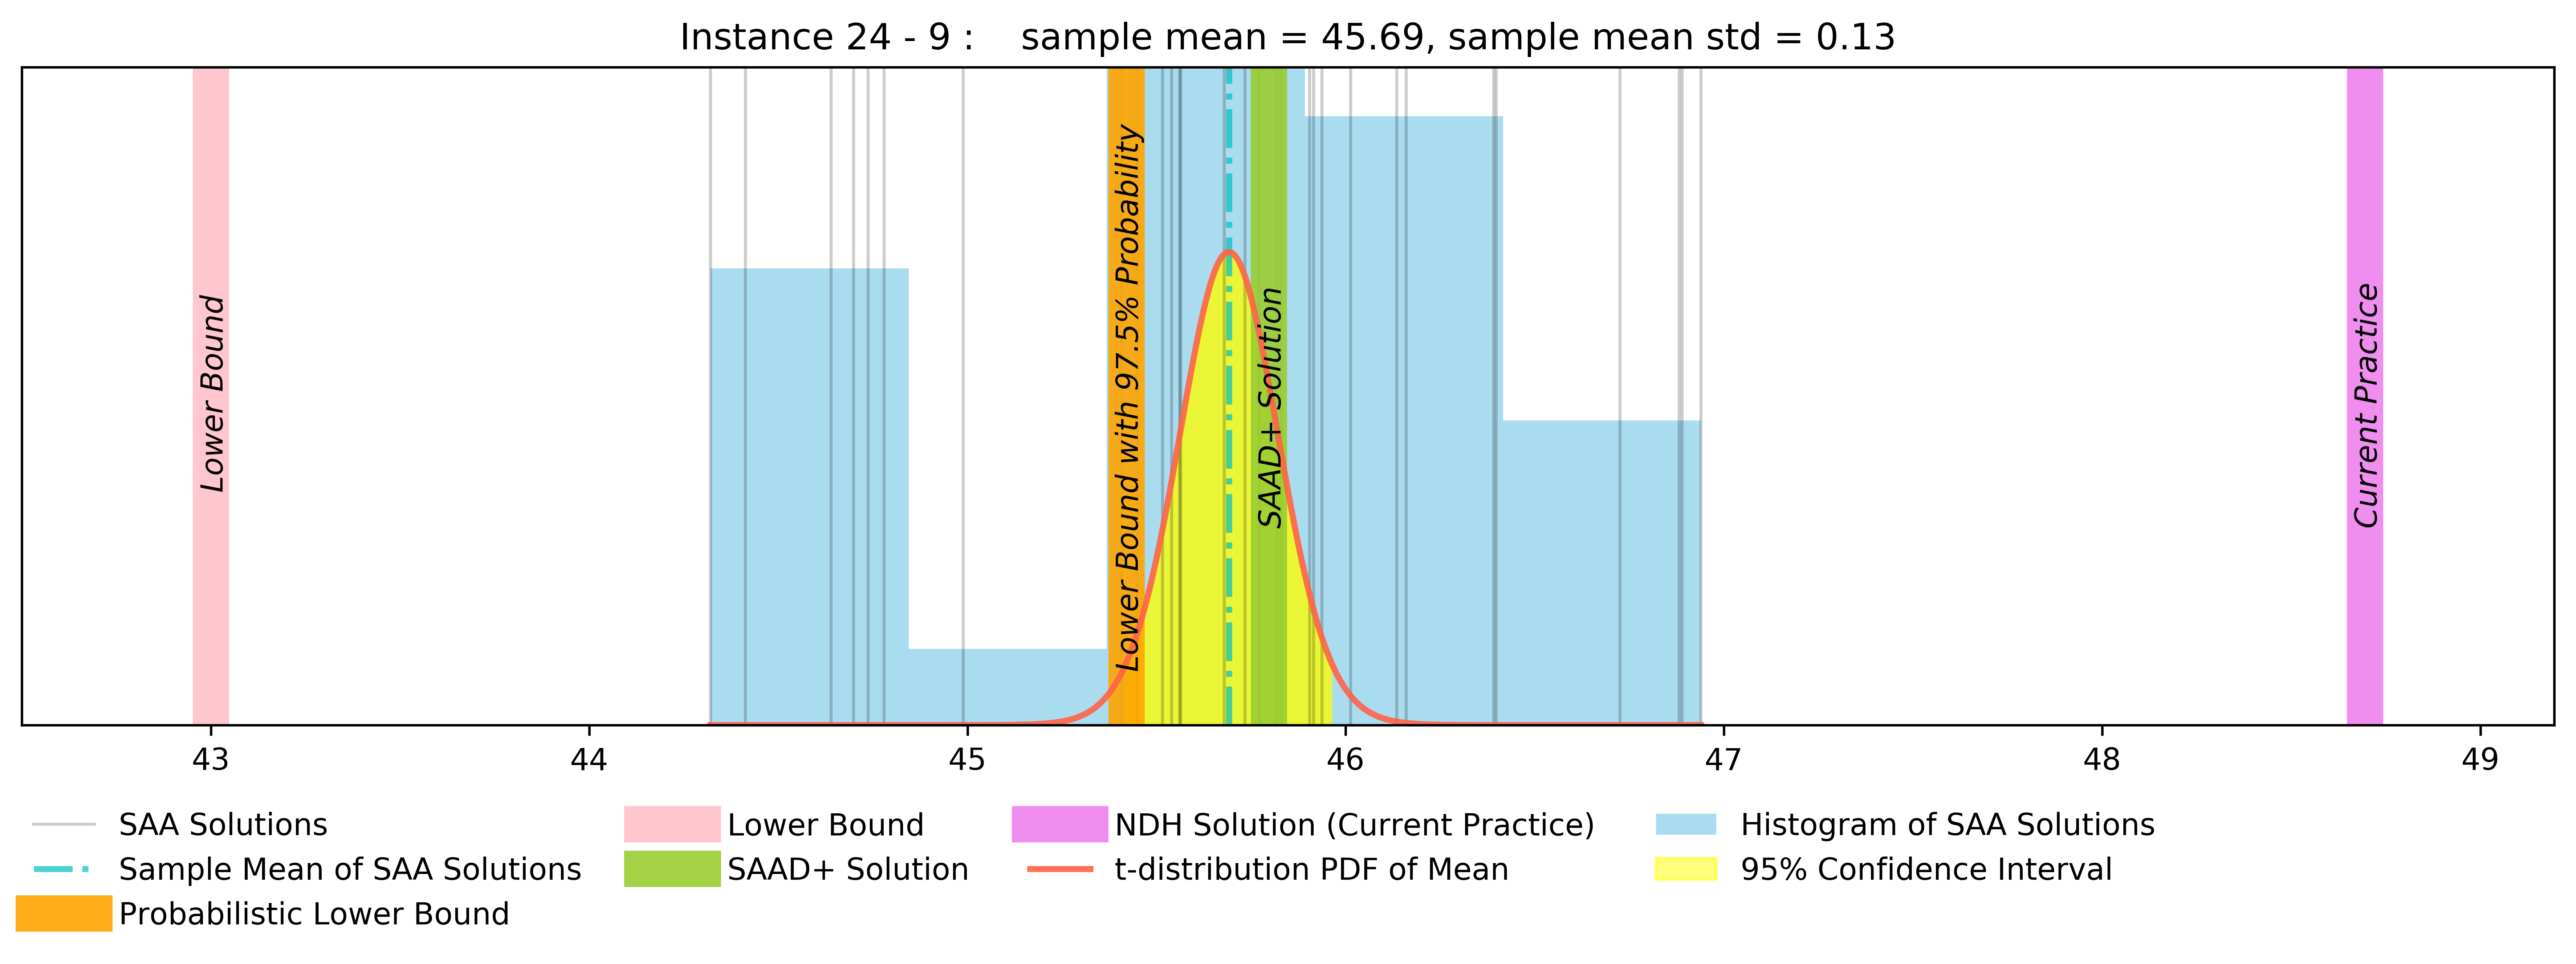 Instance 24 - 9 :    sample mean = 45.69, sample mean std = 0.13
Lower Bound
Lower Bound with 97.5% Probability
SAAD+ Solution
Current Practice
43 44 45 46 47 48 49
SAA Solutions
Sample Mean of SAA Solutions
Probabilistic Lower Bound
Lower Bound
SAAD+ Solution
NDH Solution (Current Practice)
t-distribution PDF of Mean
Histogram of SAA Solutions
95% Confidence Interval